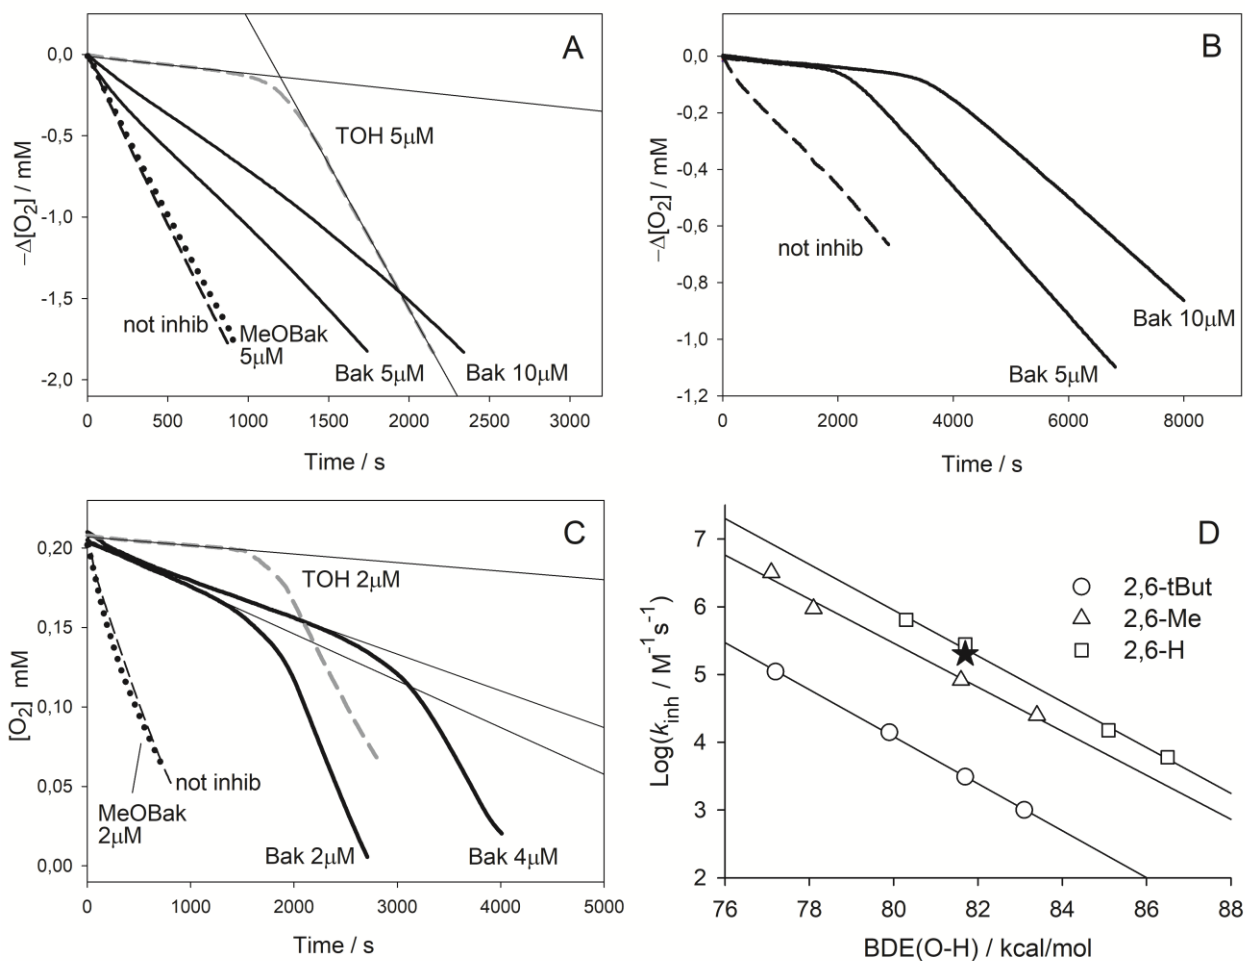 A
0,0
-0,5
-1,0
-1,5
-2,0
−Δ[O₂] / mM
TOH 5μM
not inhib
MeOBak
5μM
Bak 5μM
Bak 10μM
0 500 1000 1500 2000 2500 3000
Time / s
B
0,0
-0,2
-0,4
-0,6
-0,8
-1,0
-1,2
−Δ[O₂] / mM
not inhib
Bak 10μM
Bak 5μM
0 2000 4000 6000 8000
Time / s
C
0,20
0,15
0,10
0,05
0,00
[O₂] mM
TOH 2μM
not inhib
MeOBak
2μM
Bak 2μM
Bak 4μM
0 1000 2000 3000 4000 5000
Time / s
D
7
6
5
4
3
2
Log(k_inh / M⁻¹s⁻¹)
2,6-tBut
2,6-Me
2,6-H
76 78 80 82 84 86 88
BDE(O-H) / kcal/mol